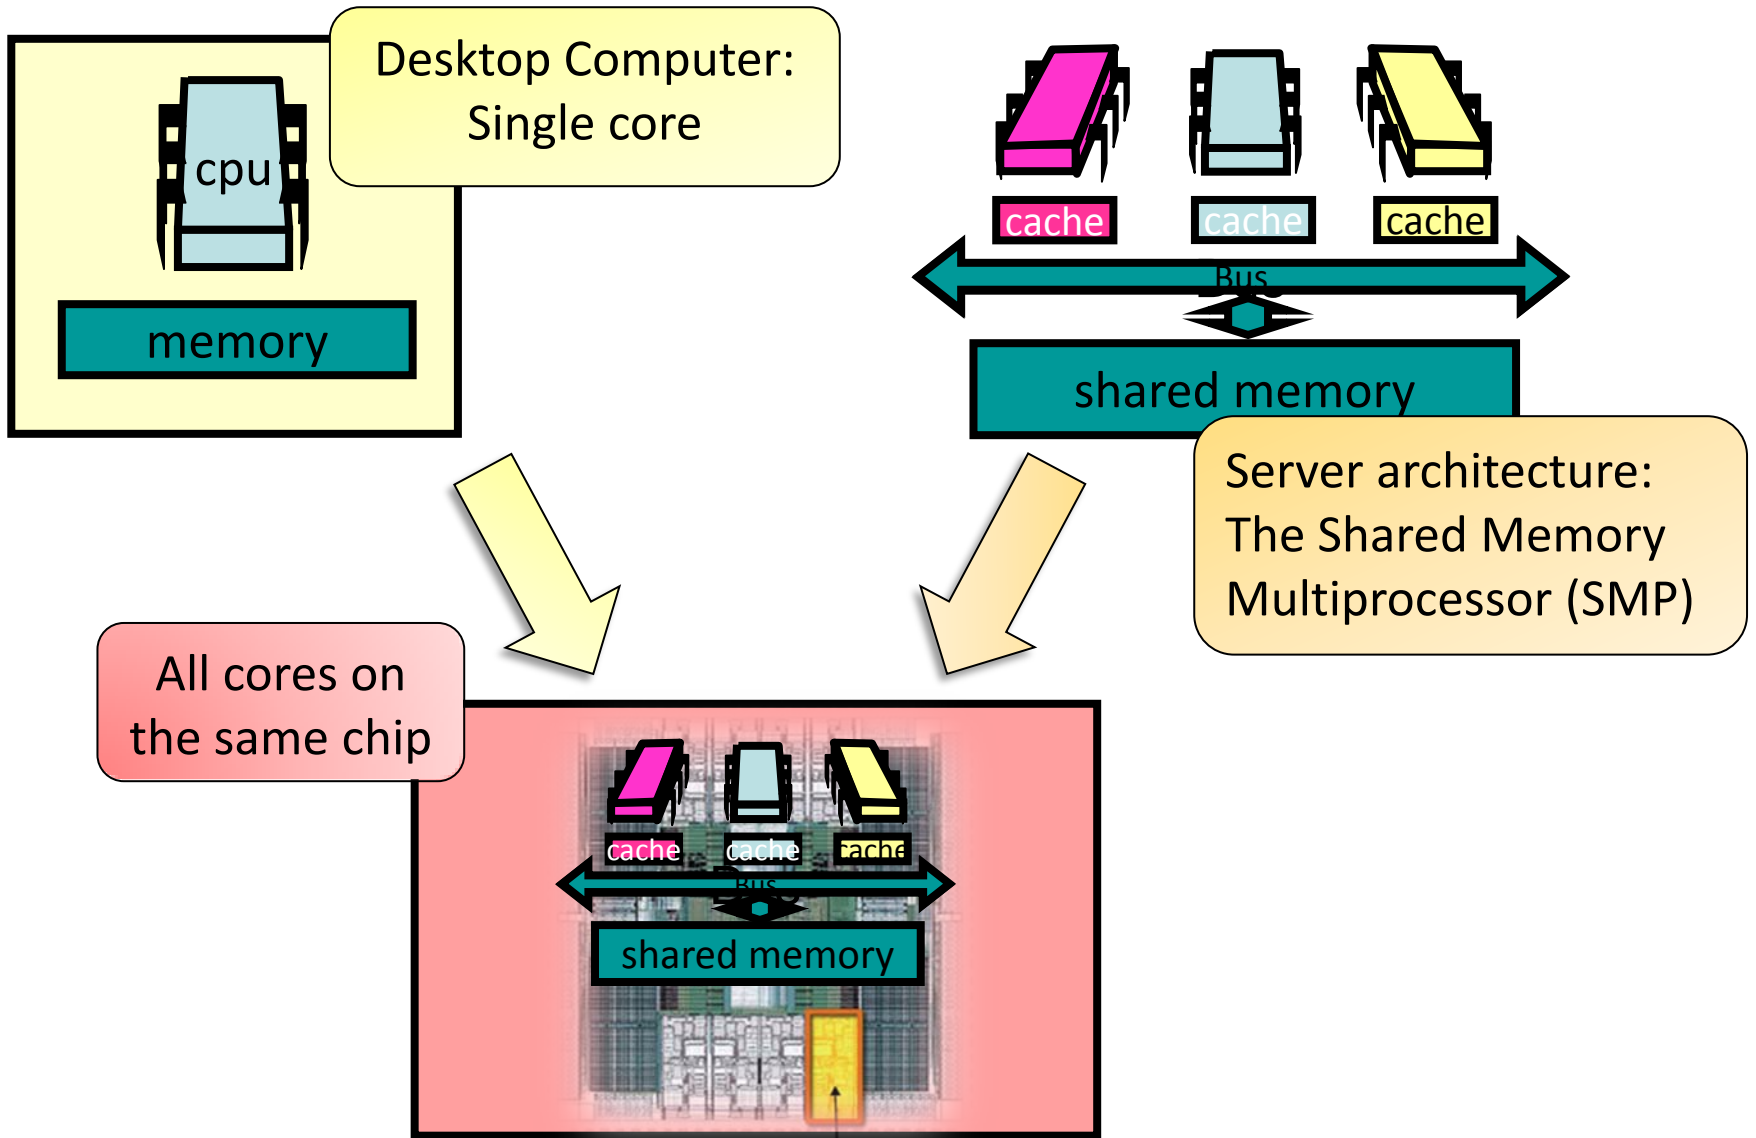 Desktop Computer:
Single core
cpu
memory
cache cache cache
Bus
shared memory
Server architecture:
The Shared Memory
Multiprocessor (SMP)
All cores on
the same chip
cache cache cache
Bus
shared memory